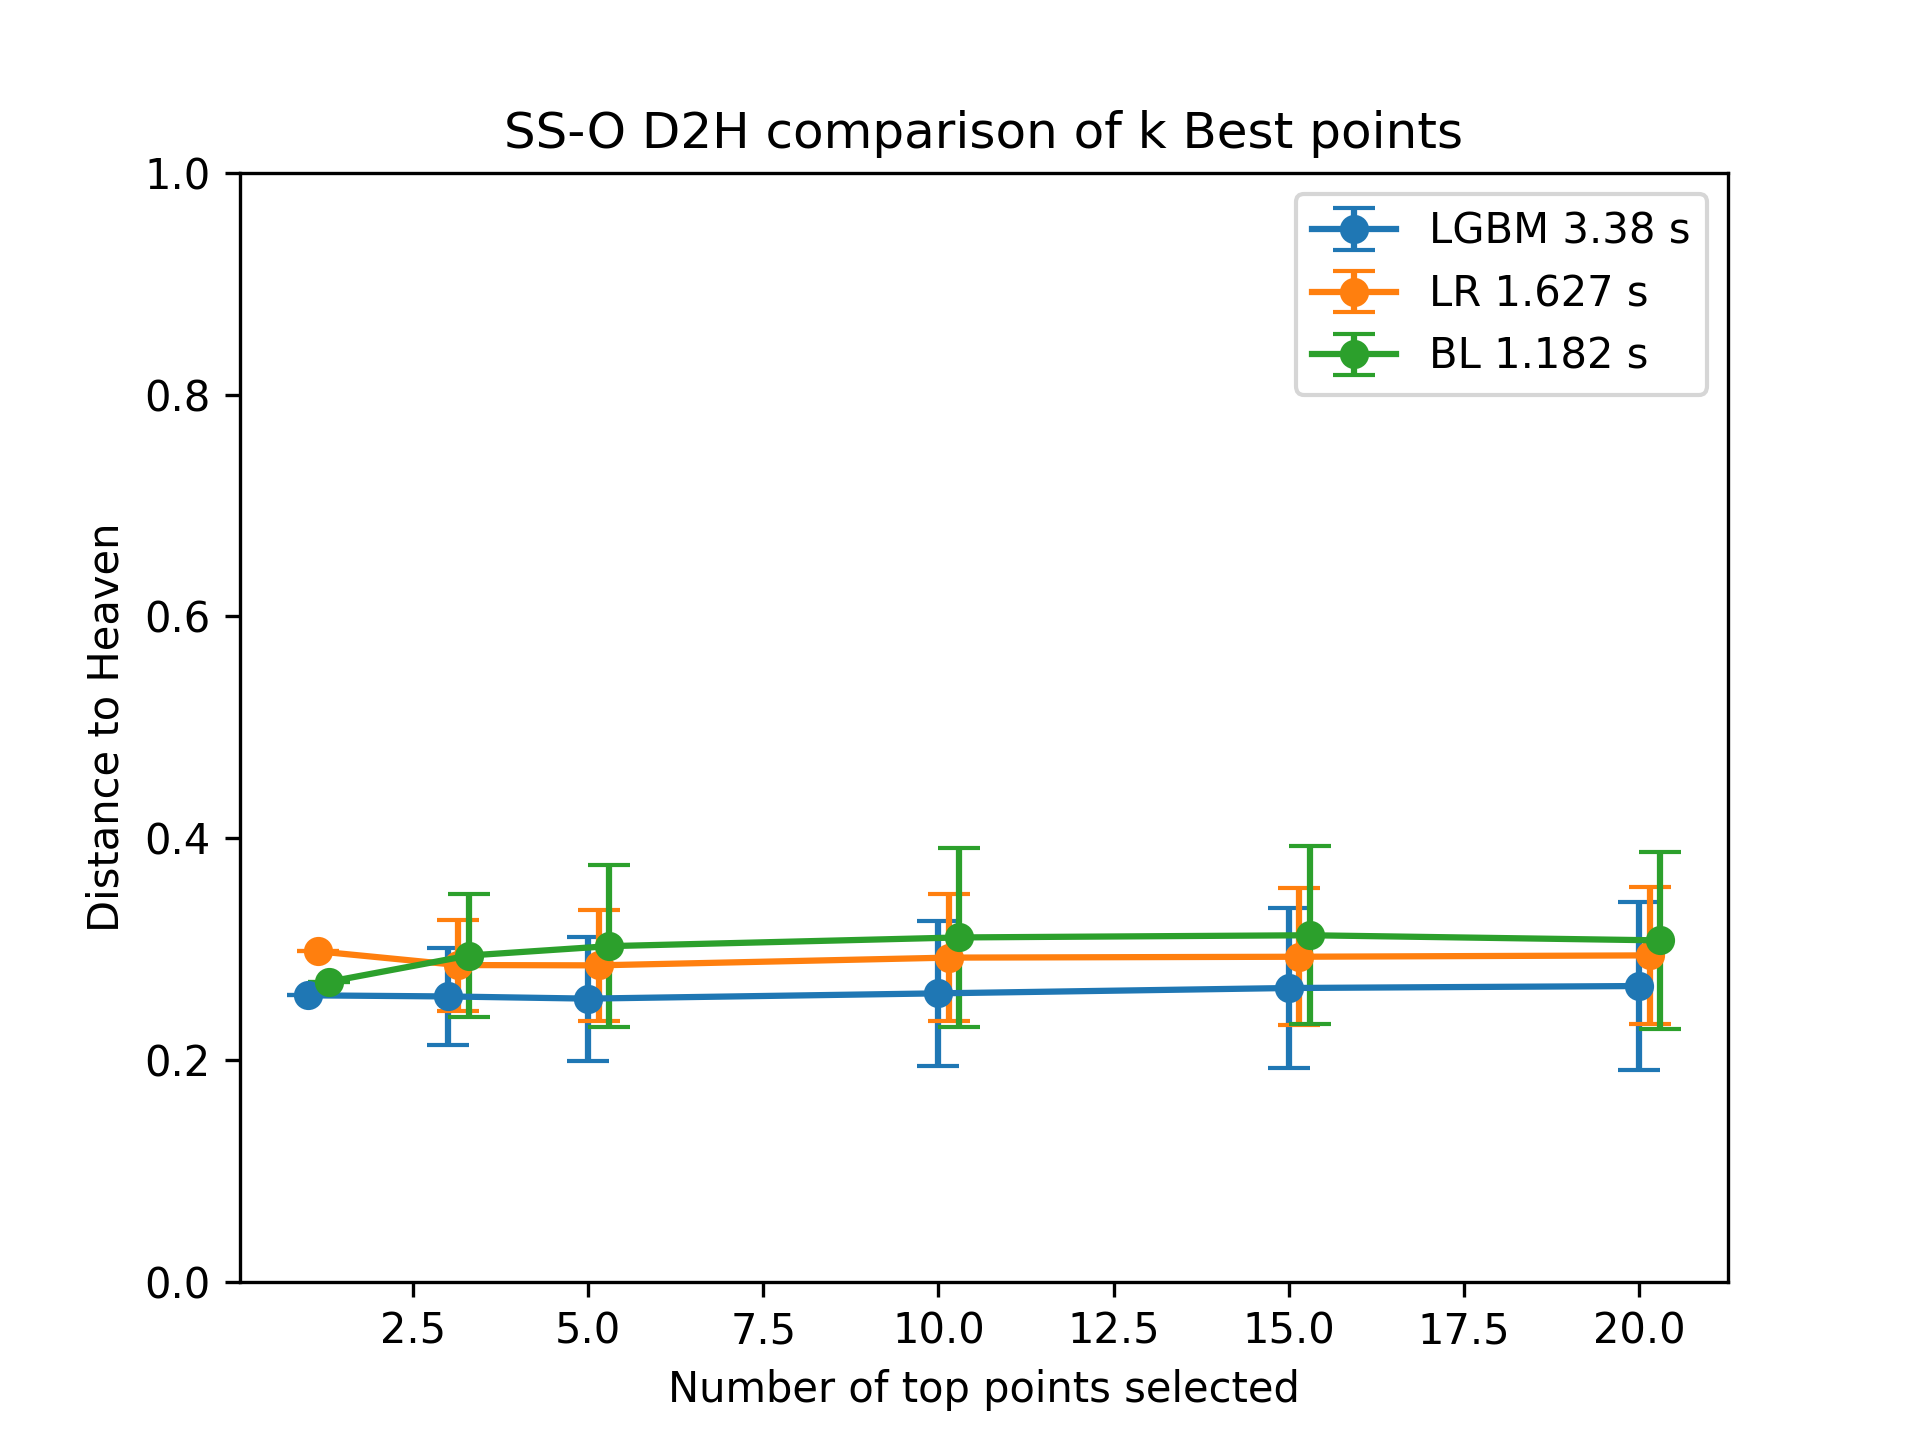 SS-O D2H comparison of k Best points
1.0
0.8
0.6
0.4
0.2
0.0
Distance to Heaven
LGBM 3.38 s
LR 1.627 s
BL 1.182 s
2.5 5.0 7.5 10.0 12.5 15.0 17.5 20.0
Number of top points selected